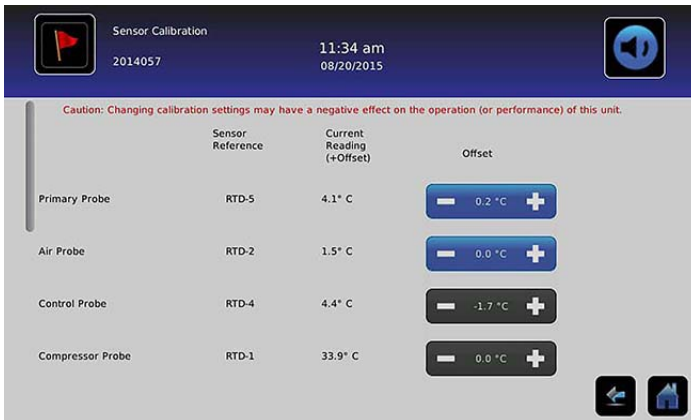 Sensor Calibration
2014057
11:34 am
08/20/2015
Caution: Changing calibration settings may have a negative effect on the operation (or performance) of this unit.
Sensor Reference
Current Reading (+Offset)
Offset
Primary Probe RTD-5 4.1° C 0.2 °C
Air Probe RTD-2 1.5° C 0.0 °C
Control Probe RTD-4 4.4° C -1.7 °C
Compressor Probe RTD-1 33.9° C 0.0 °C